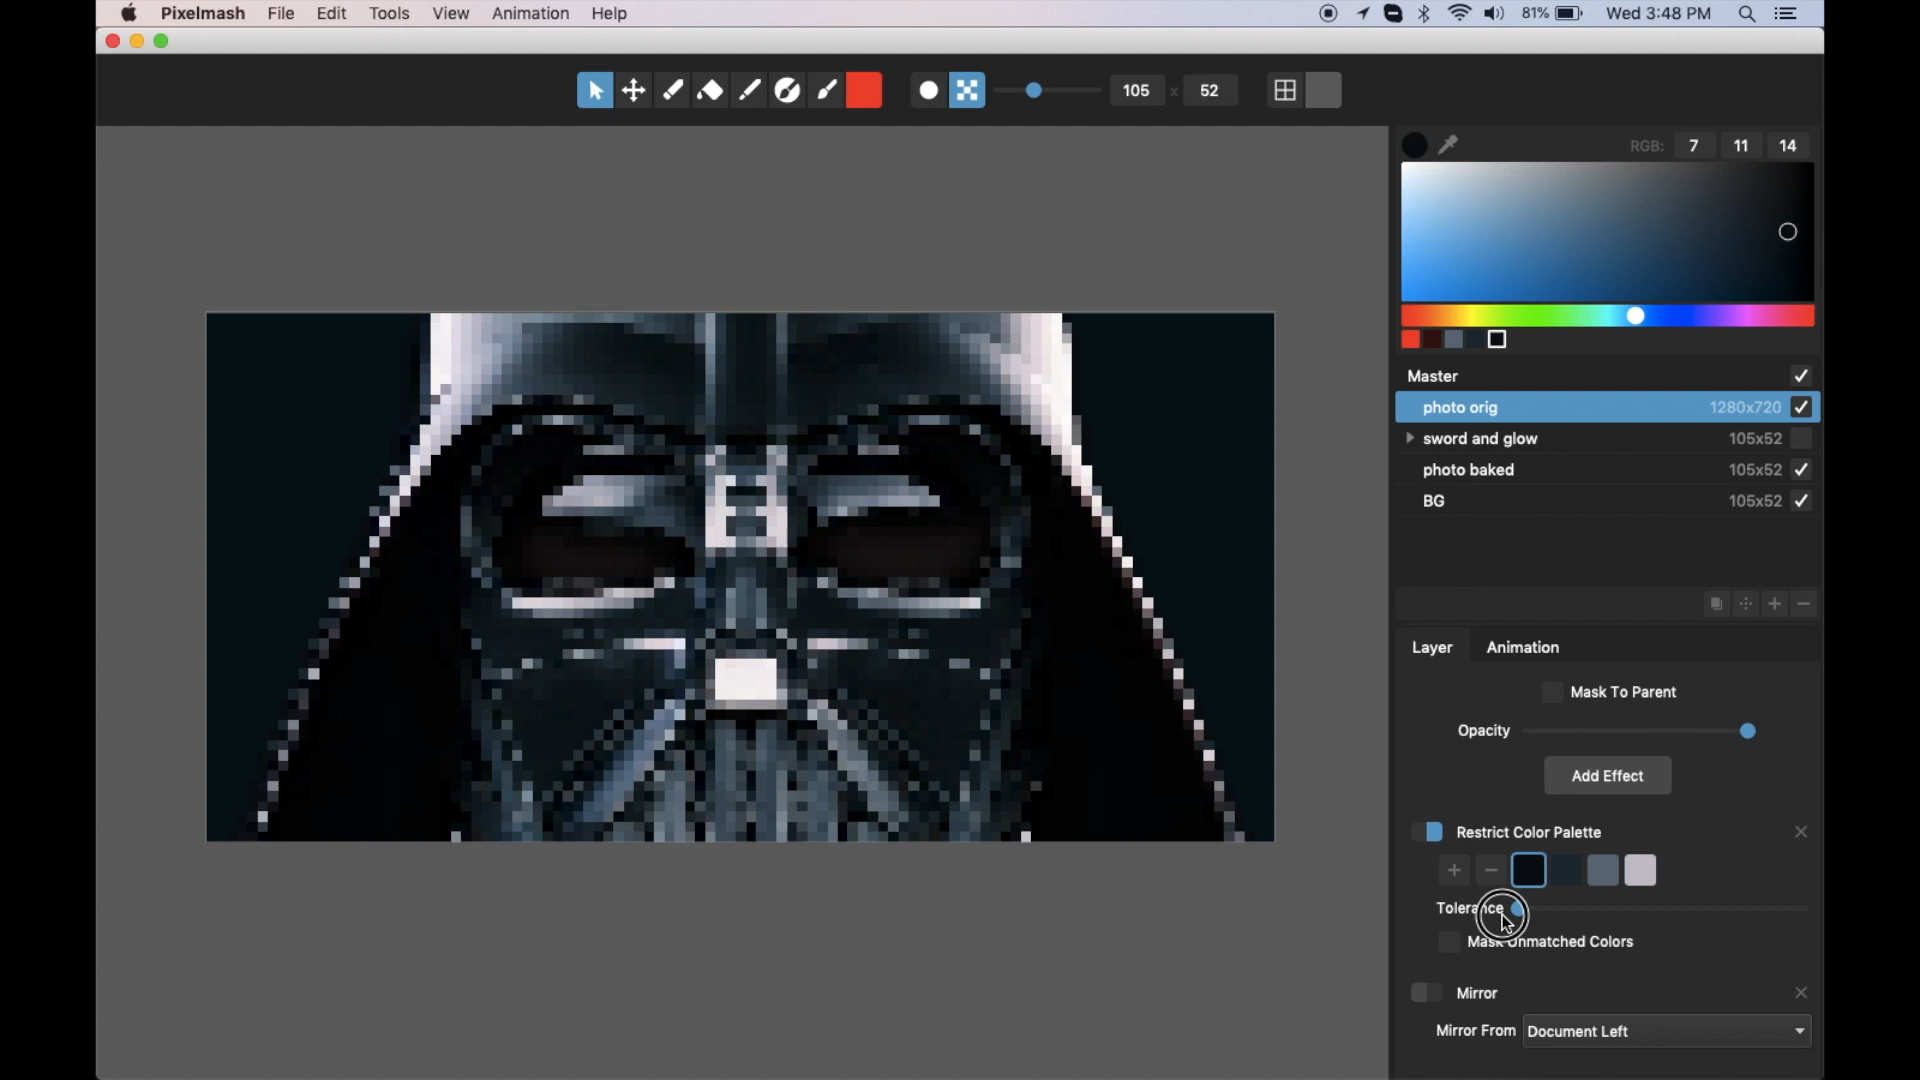 Pixelmash File Edit Tools View Animation Help 81% Wed 3:48 PM
105 x 52
RGB: 7 11 14
Master
photo orig 1280x720
sword and glow 105x52
photo baked 105x52
BG 105x52
Layer Animation
Mask To Parent
Opacity
Add Effect
Restrict Color Palette
Tolerance
Mask Unmatched Colors
Mirror
Mirror From Document Left